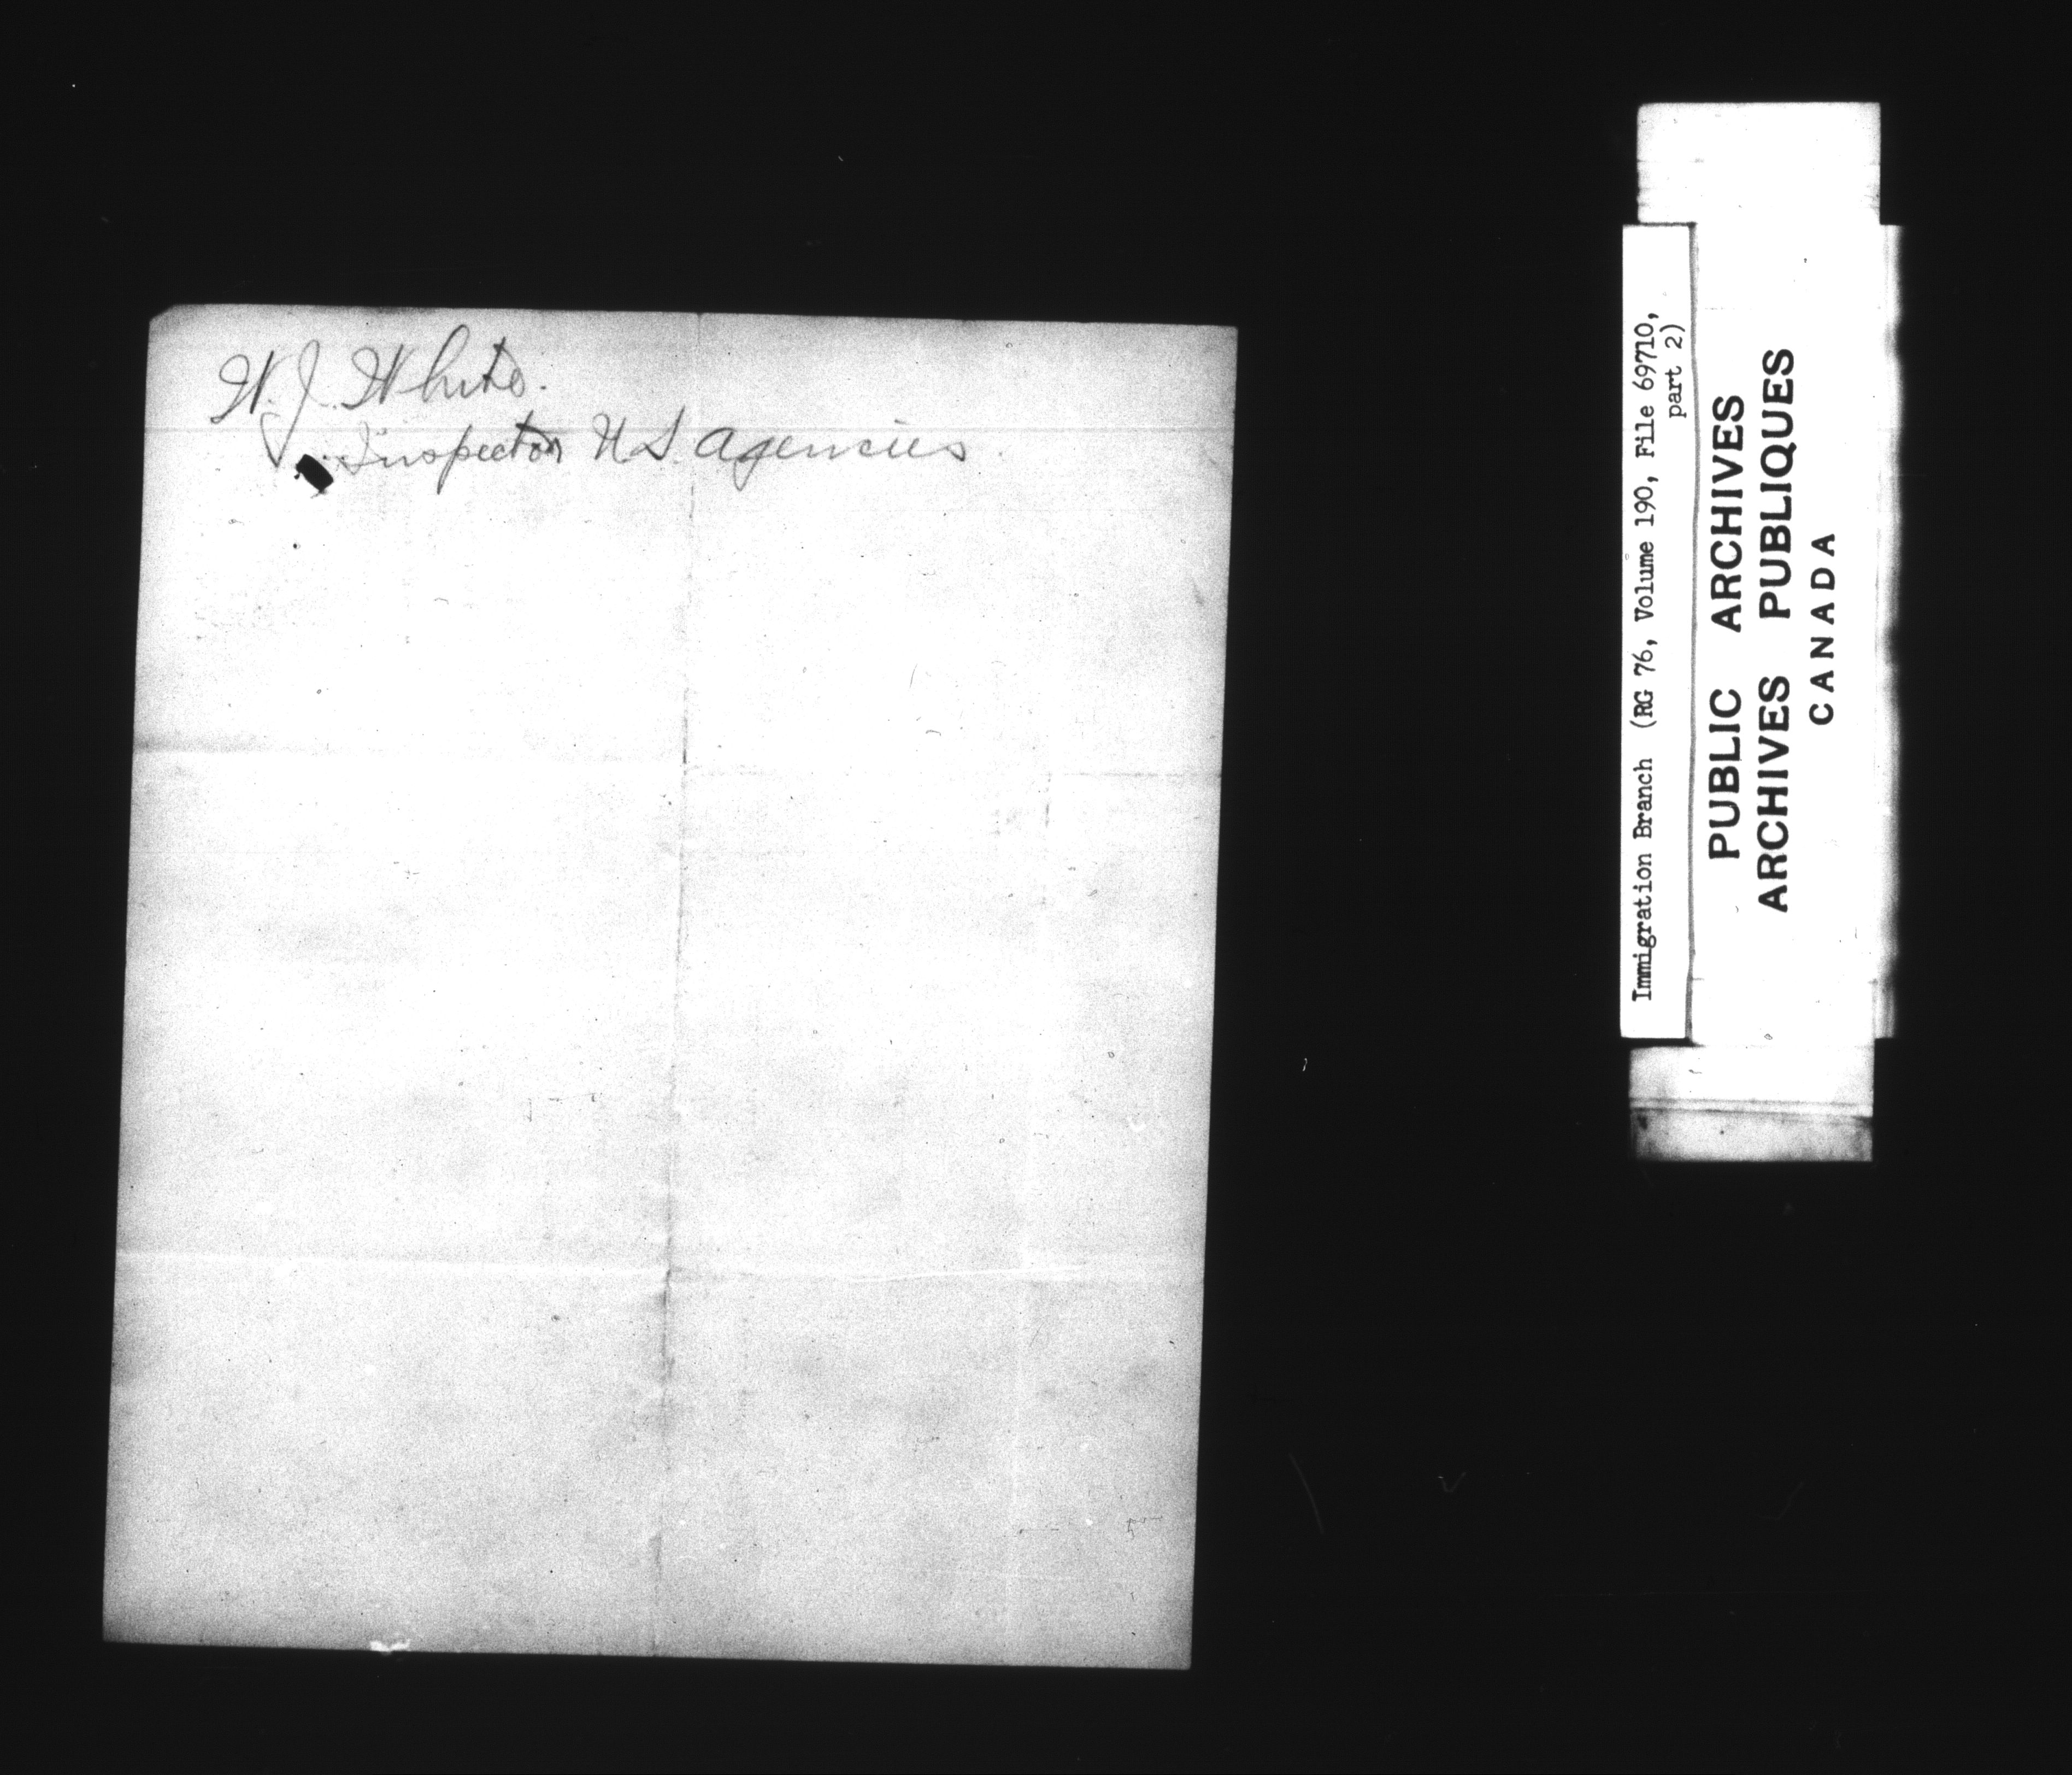 W. J. White.
Inspector U.S. Agencies.
Immigration Branch (RG 76, Volume 190, File 69710,
part 2)
PUBLIC ARCHIVES
ARCHIVES PUBLIQUES
CANADA